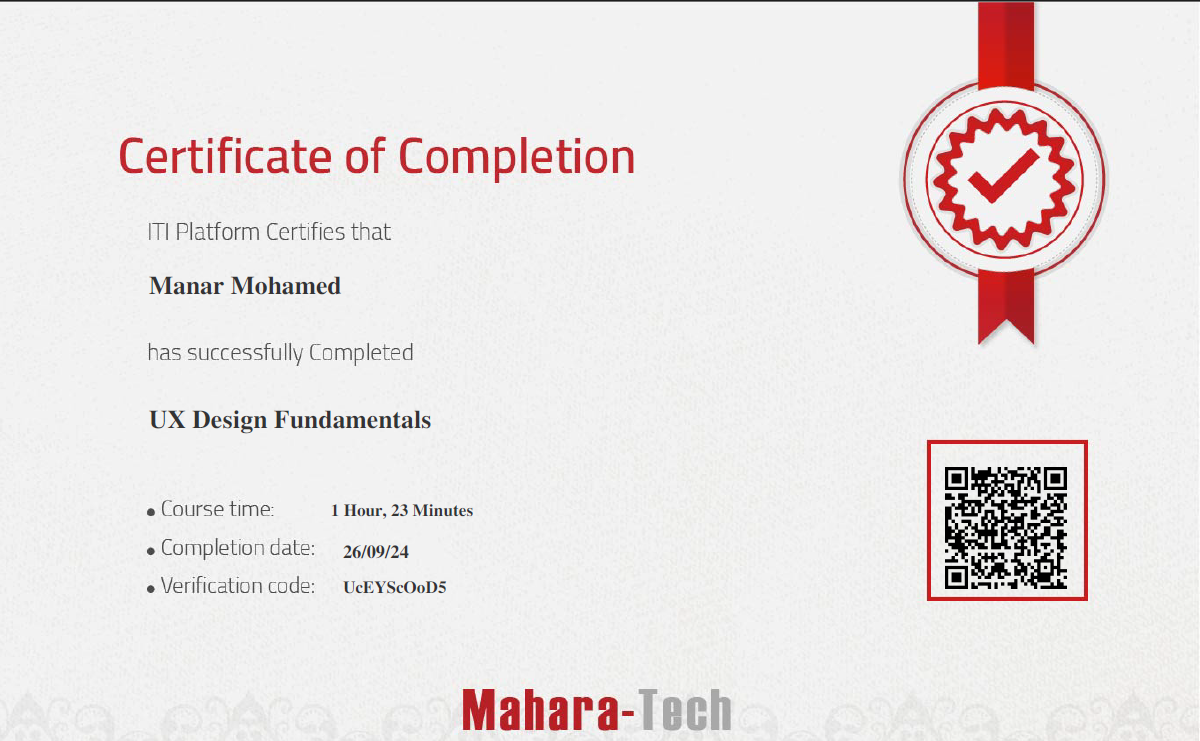 Certificate of Completion
ITI Platform Certifies that
Manar Mohamed
has successfully Completed
UX Design Fundamentals
Course time: 1 Hour, 23 Minutes
Completion date: 26/09/24
Verification code: UcEYScOoD5
Mahara-Tech